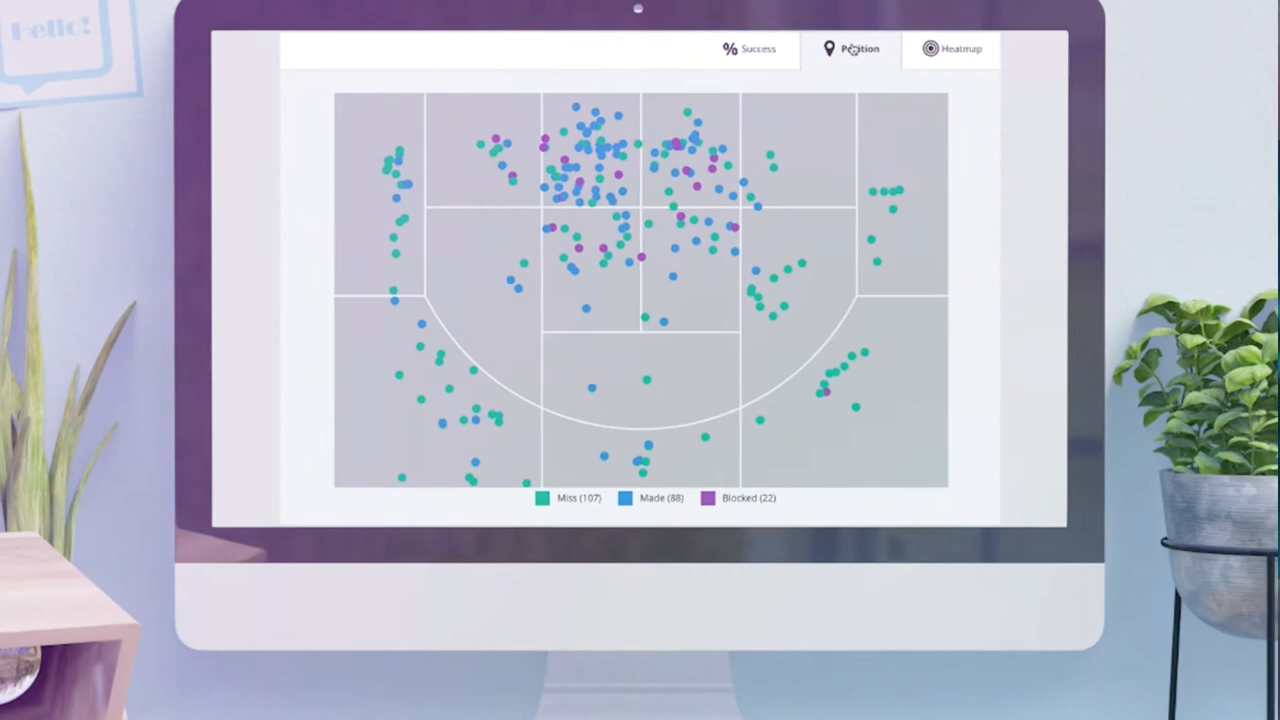 Hello!
% Success
Position
Heatmap
Miss (107)
Made (88)
Blocked (22)